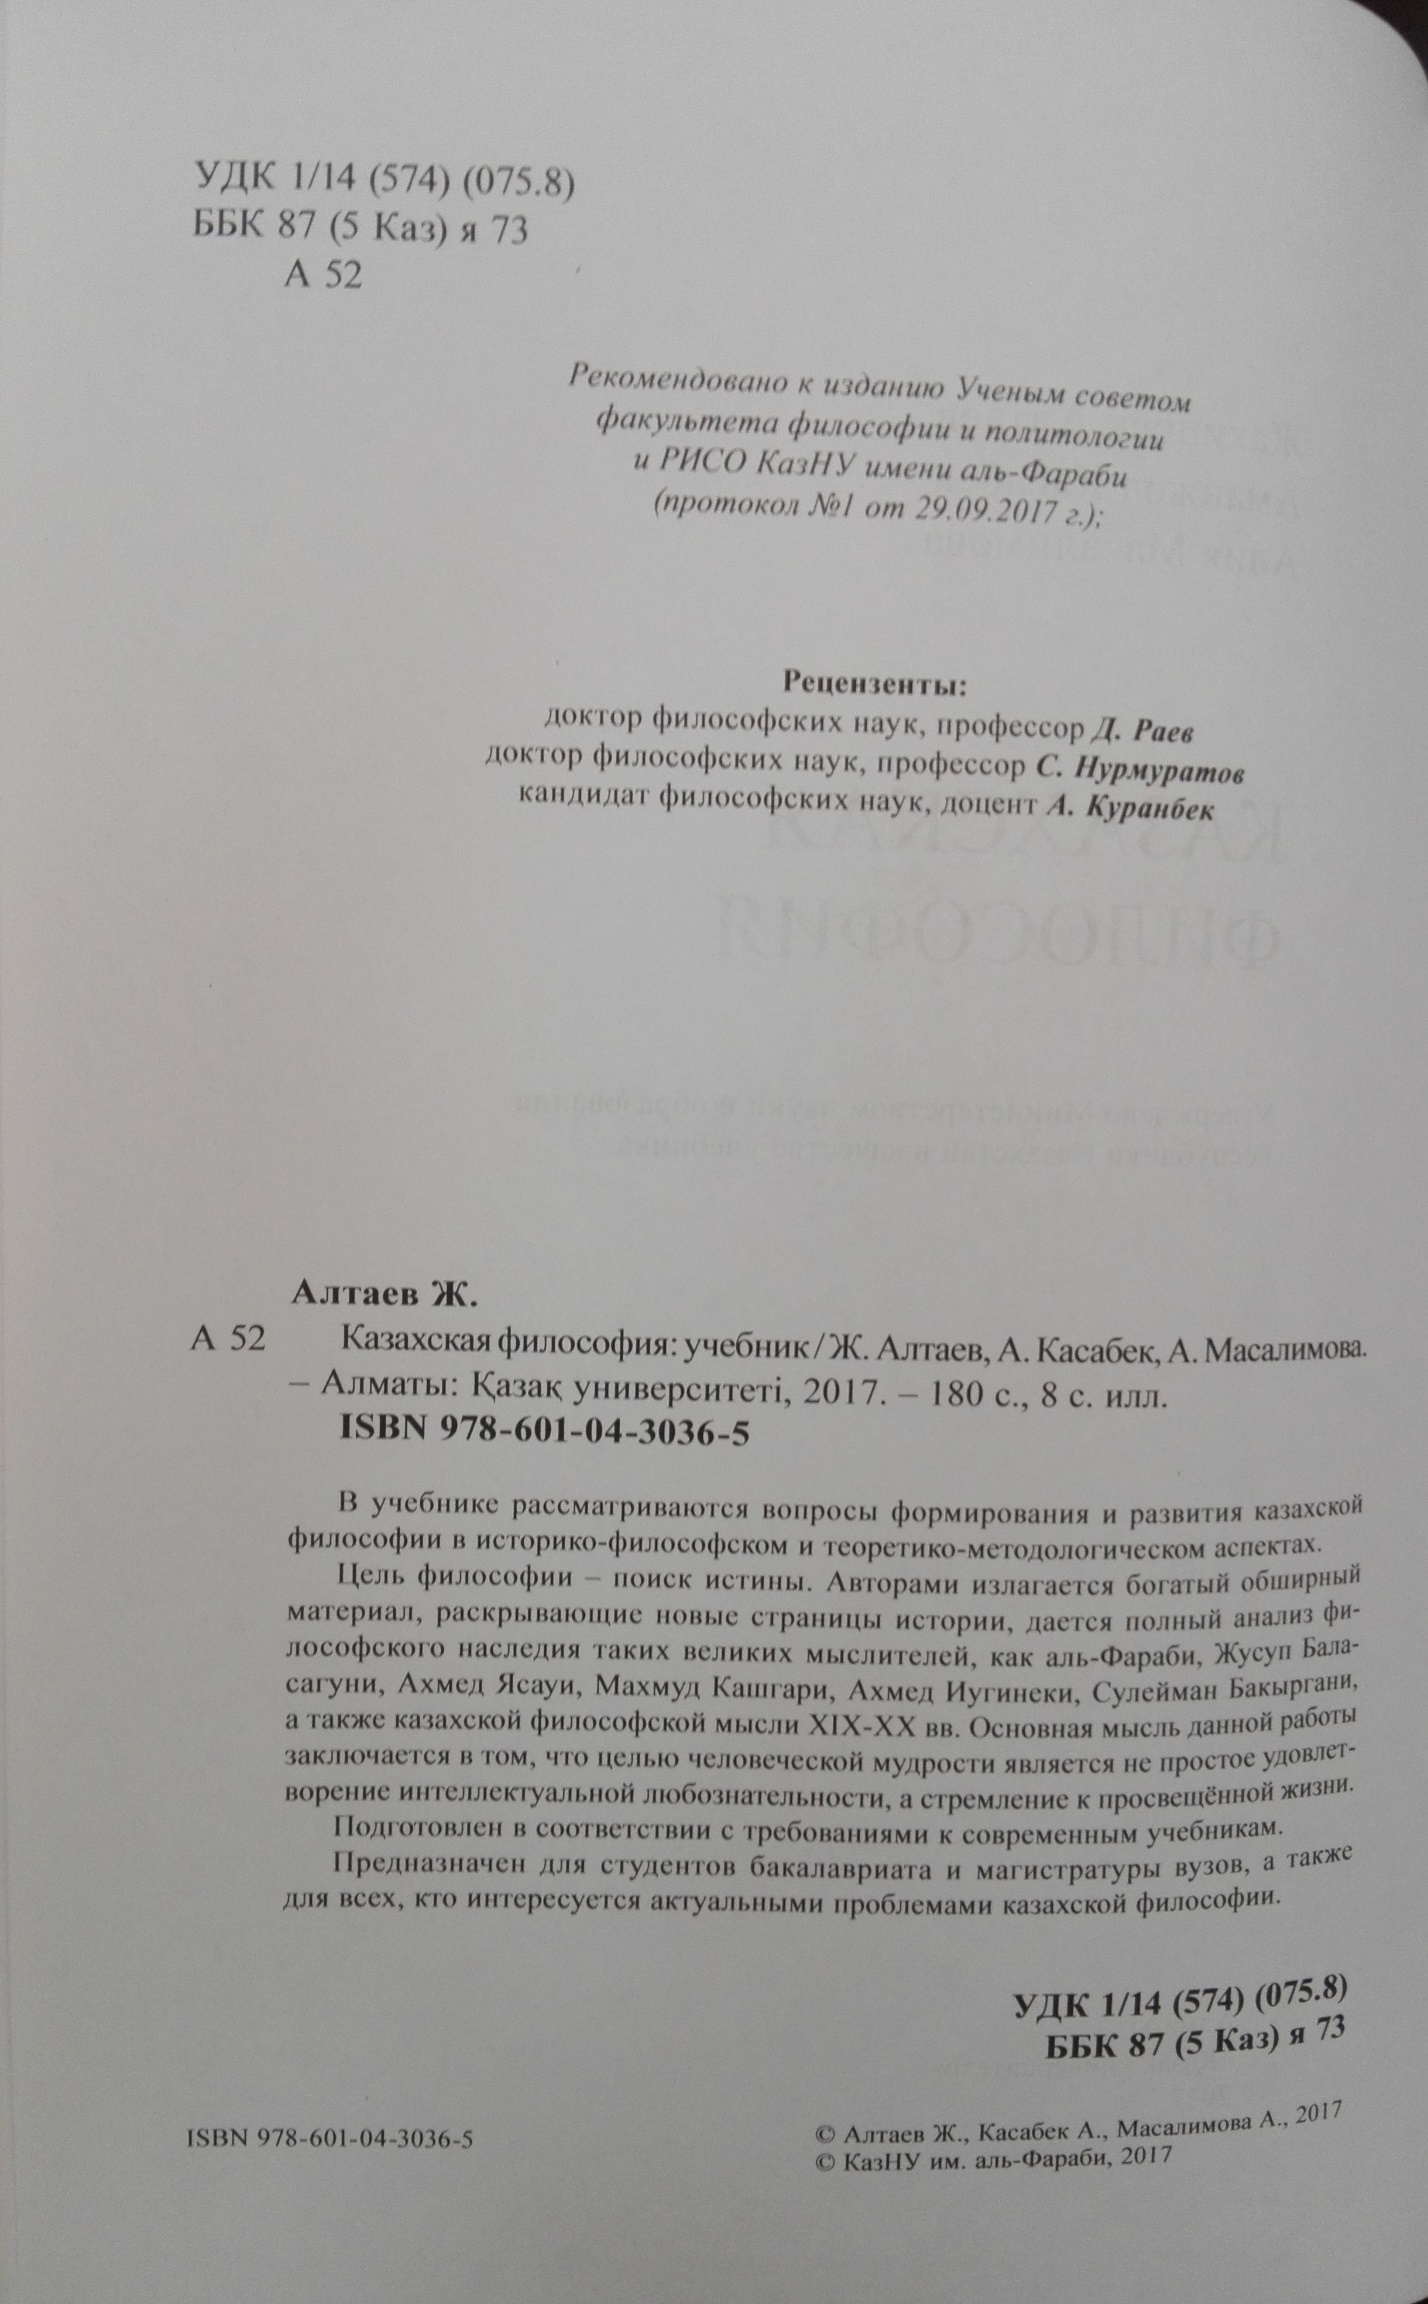 УДК 1/14 (574) (075.8)
ББК 87 (5 Каз) я 73
А 52
Рекомендовано к изданию Ученым советом
факультета философии и политологии
и РИСО КазНУ имени аль-Фараби
(протокол №1 от 29.09.2017 г.);
Рецензенты:
доктор философских наук, профессор Д. Раев
доктор философских наук, профессор С. Нурмуратов
кандидат философских наук, доцент А. Куранбек
Алтаев Ж.
А 52 Казахская философия: учебник / Ж. Алтаев, А. Касабек, А. Масалимова.
– Алматы: Қазақ университеті, 2017. – 180 с., 8 с. илл.
ISBN 978-601-04-3036-5
В учебнике рассматриваются вопросы формирования и развития казахской
философии в историко-философском и теоретико-методологическом аспектах.
Цель философии – поиск истины. Авторами излагается богатый обширный
материал, раскрывающие новые страницы истории, дается полный анализ фи-
лософского наследия таких великих мыслителей, как аль-Фараби, Жусуп Бала-
сагуни, Ахмед Ясауи, Махмуд Кашгари, Ахмед Иугинеки, Сулейман Бакыргани,
а также казахской философской мысли XIX-XX вв. Основная мысль данной работы
заключается в том, что целью человеческой мудрости является не простое удовлет-
ворение интеллектуальной любознательности, а стремление к просвещённой жизни.
Подготовлен в соответствии с требованиями к современным учебникам.
Предназначен для студентов бакалавриата и магистратуры вузов, а также
для всех, кто интересуется актуальными проблемами казахской философии.
УДК 1/14 (574) (075.8)
ББК 87 (5 Каз) я 73
ISBN 978-601-04-3036-5
© Алтаев Ж., Касабек А., Масалимова А., 2017
© КазНУ им. аль-Фараби, 2017